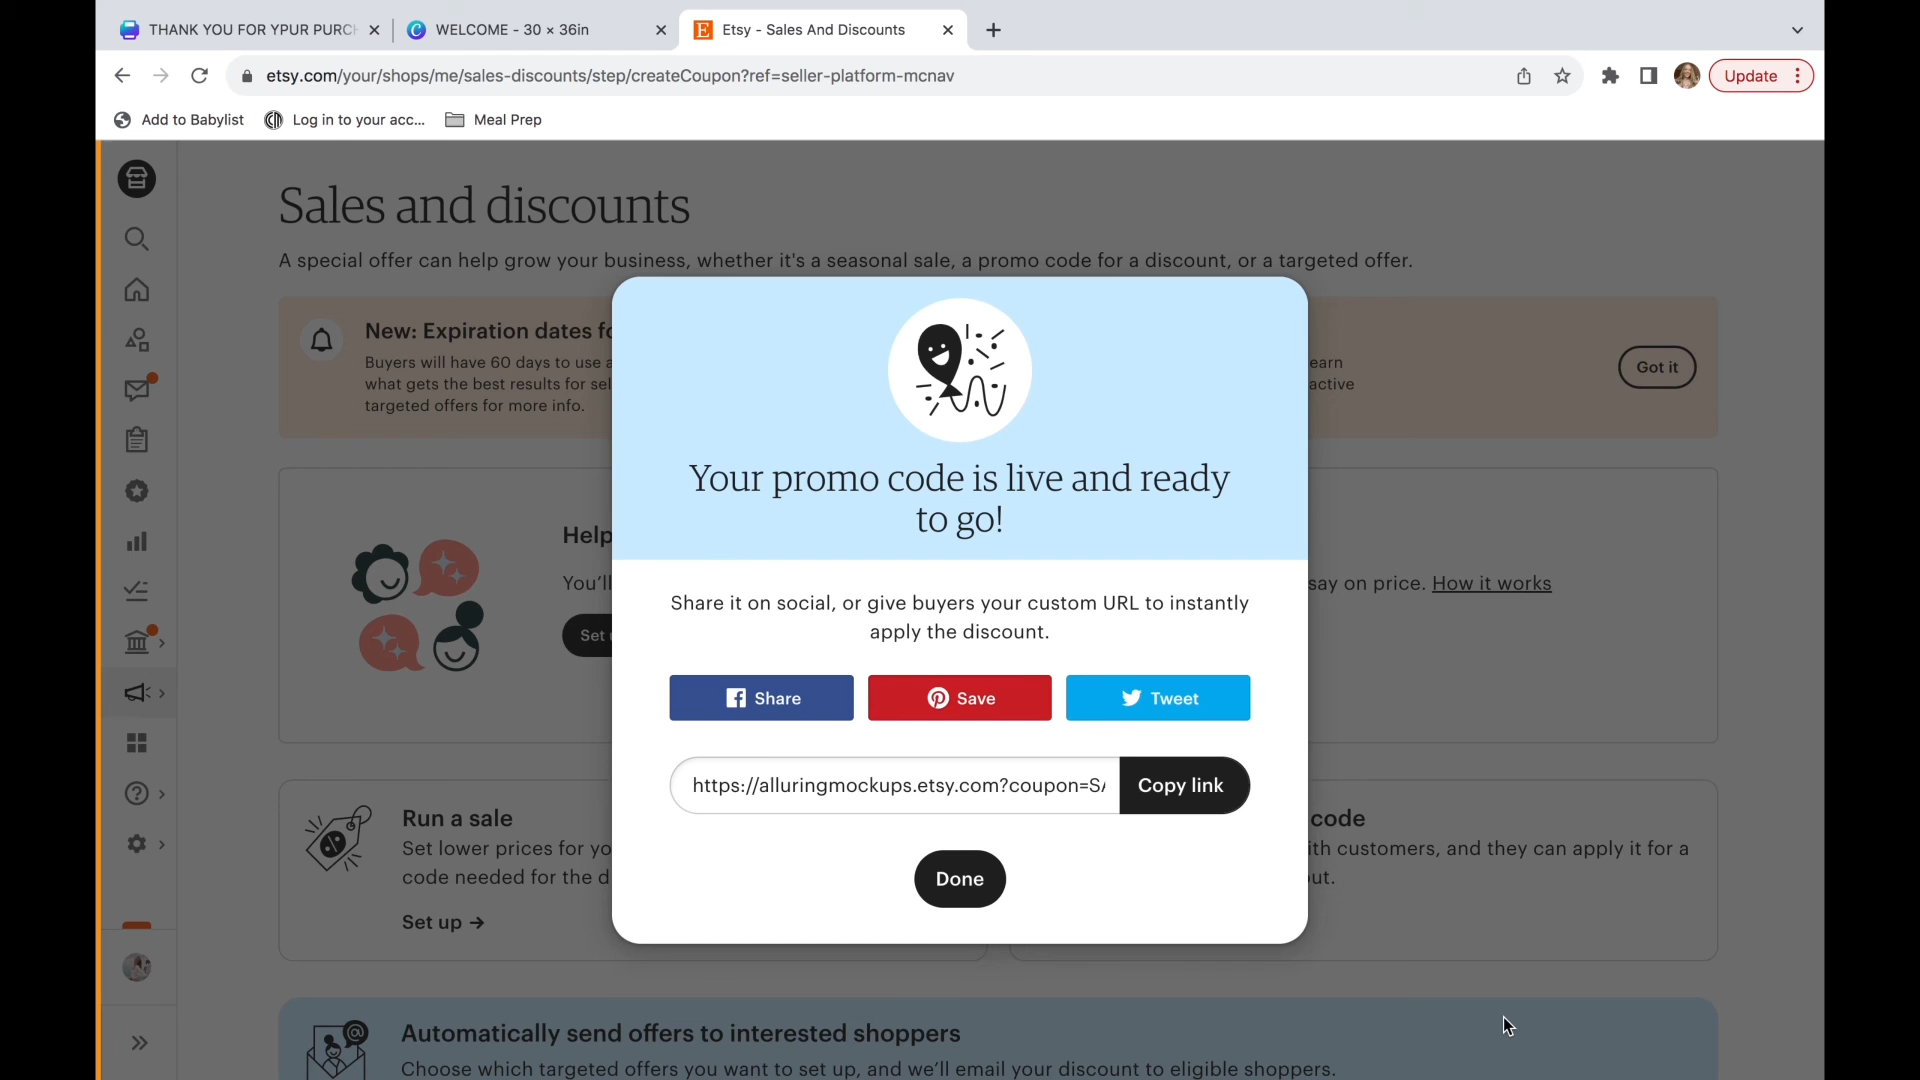 THANK YOU FOR YPUR PURCH
WELCOME - 30 × 36in
Etsy - Sales And Discounts
etsy.com/your/shops/me/sales-discounts/step/createCoupon?ref=seller-platform-mcnav
Update
Add to Babylist
Log in to your acc...
Meal Prep
Sales and discounts
A special offer can help grow your business, whether it's a seasonal sale, a promo code for a discount, or a targeted offer.
New: Expiration dates fo
Buyers will have 60 days to use a
earn
what gets the best results for sel
active
targeted offers for more info.
Got it
Your promo code is live and ready
to go!
Help
You'll
say on price. How it works
Set
Share it on social, or give buyers your custom URL to instantly
apply the discount.
Share
Save
Tweet
https://alluringmockups.etsy.com?coupon=SA
Copy link
Done
Run a sale
Set lower prices for yo
code needed for the d
Set up →
code
ith customers, and they can apply it for a
ut.
Automatically send offers to interested shoppers
Choose which targeted offers you want to set up, and we'll email your discount to eligible shoppers.